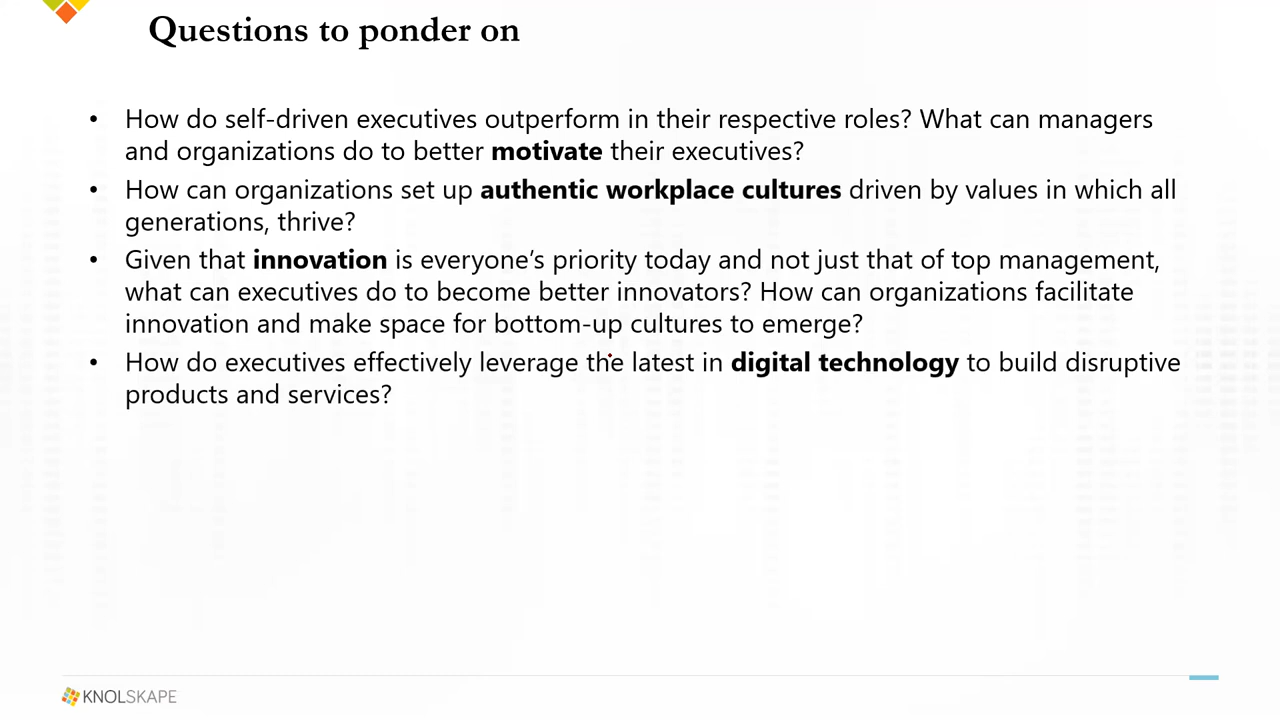 Questions to ponder on
• How do self-driven executives outperform in their respective roles? What can managers
and organizations do to better motivate their executives?
• How can organizations set up authentic workplace cultures driven by values in which all
generations, thrive?
• Given that innovation is everyone’s priority today and not just that of top management,
what can executives do to become better innovators? How can organizations facilitate
innovation and make space for bottom-up cultures to emerge?
• How do executives effectively leverage the latest in digital technology to build disruptive
products and services?
KNOLSKAPE